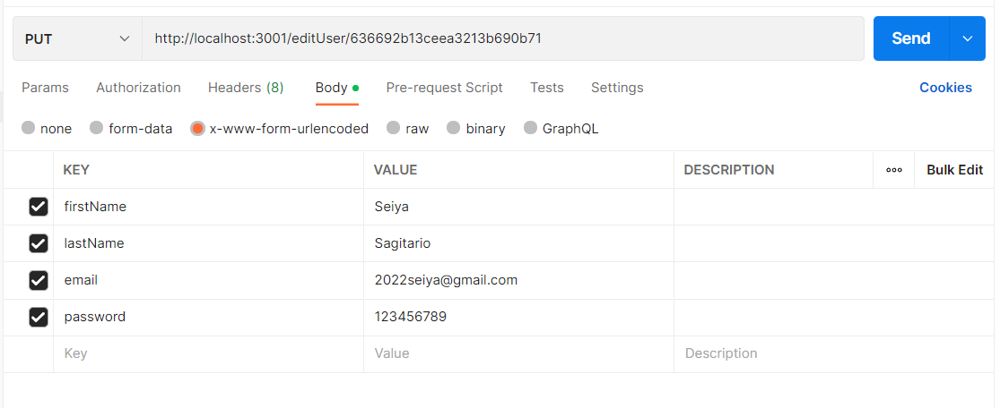 PUT http://localhost:3001/editUser/636692b13ceea3213b690b71 Send
Params Authorization Headers (8) Body Pre-request Script Tests Settings Cookies
none form-data x-www-form-urlencoded raw binary GraphQL
KEY VALUE DESCRIPTION Bulk Edit
firstName Seiya
lastName Sagitario
email 2022seiya@gmail.com
password 123456789
Key Value Description